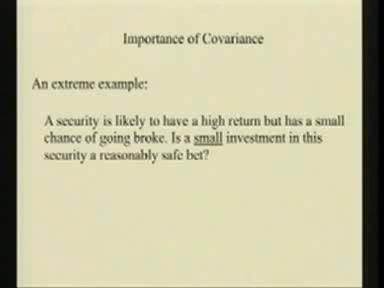 Importance of Covariance
An extreme example:
A security is likely to have a high return but has a small
chance of going broke. Is a small investment in this
security a reasonably safe bet?